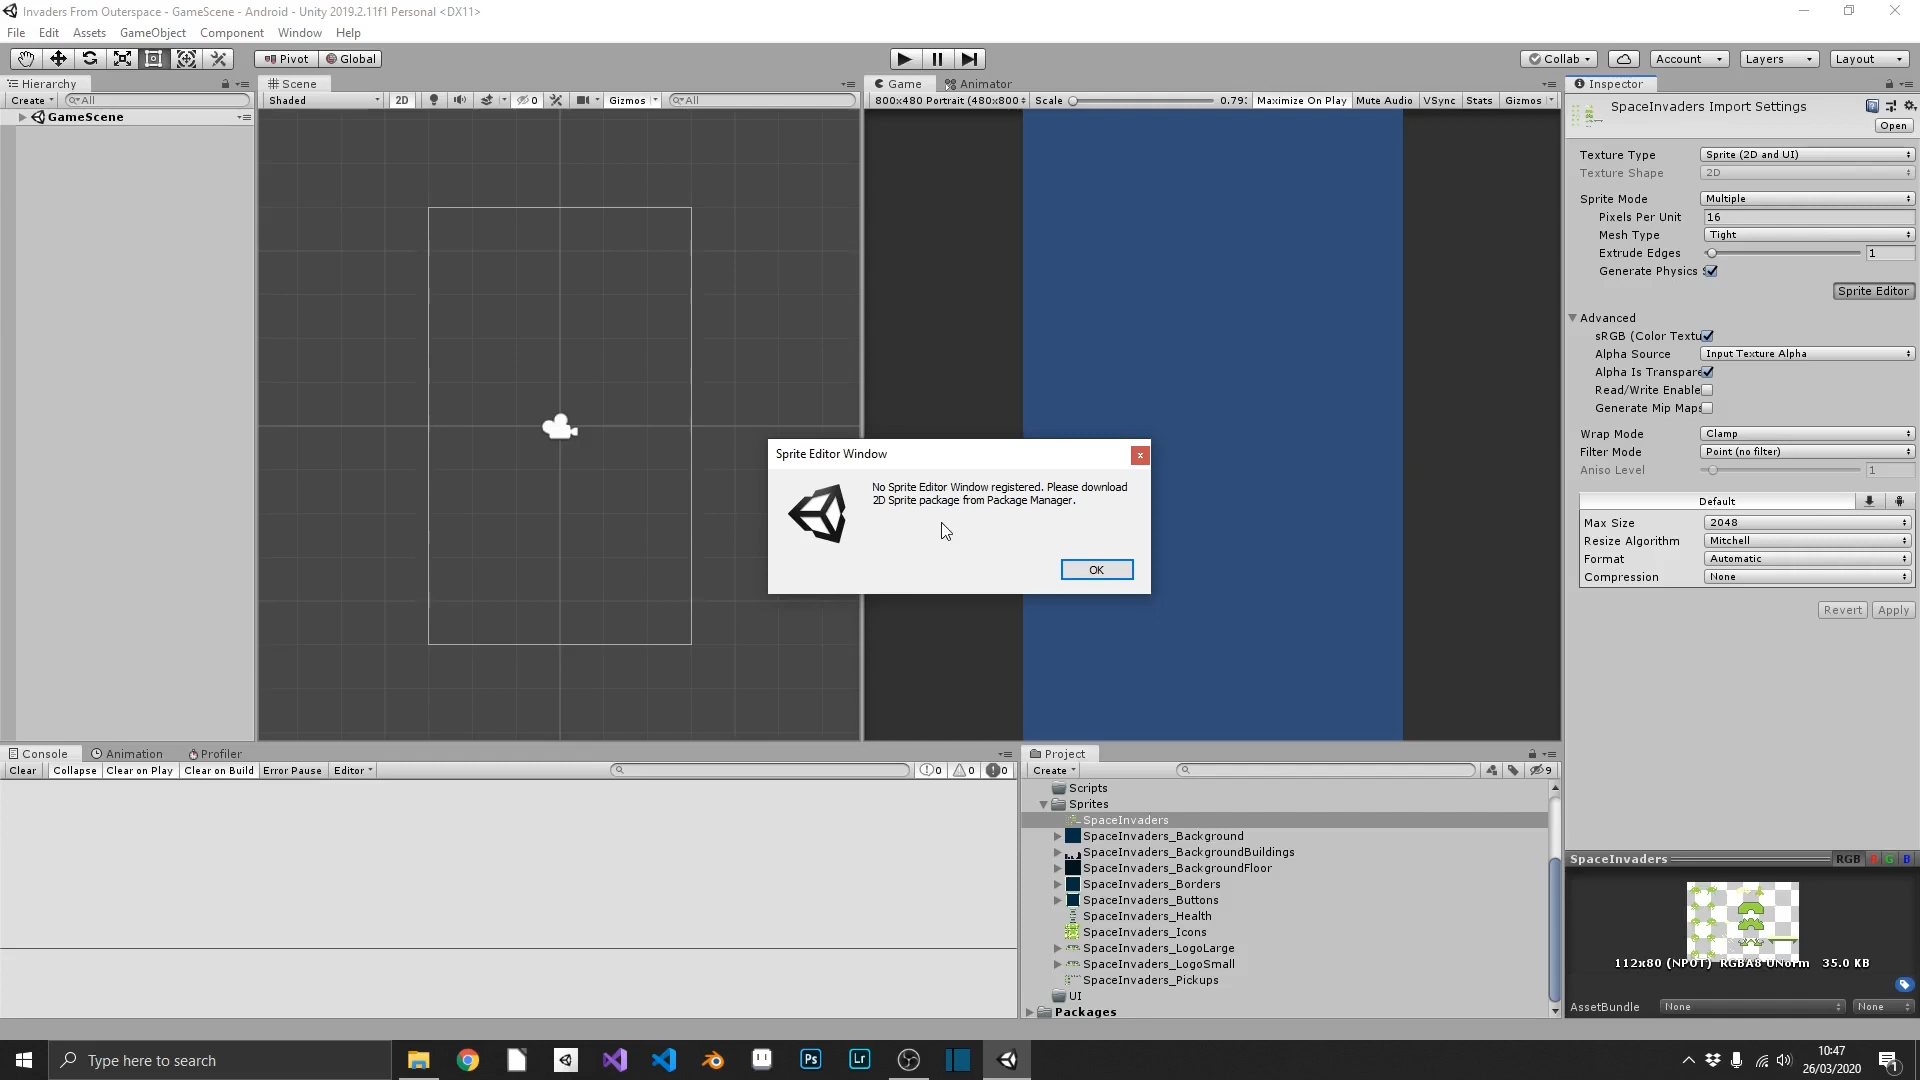 Invaders From Outerspace - GameScene - Android - Unity 2019.2.11f1 Personal <DX11>
File Edit Assets GameObject Component Window Help
Pivot Global
Collab Account Layers Layout
Hierarchy
Create All
GameScene
Scene
Shaded 2D 0 Gizmos All
Game Animator
800x480 Portrait (480x800 Scale 0.79: Maximize On Play Mute Audio VSync Stats Gizmos
Inspector
SpaceInvaders Import Settings
Open
Texture Type Sprite (2D and UI)
Texture Shape 2D
Sprite Mode Multiple
Pixels Per Unit 16
Mesh Type Tight
Extrude Edges 1
Generate Physics S
Sprite Editor
Advanced
sRGB (Color Textu
Alpha Source Input Texture Alpha
Alpha Is Transpare
Read/Write Enable
Generate Mip Maps
Wrap Mode Clamp
Filter Mode Point (no filter)
Aniso Level 1
Default
Max Size 2048
Resize Algorithm Mitchell
Format Automatic
Compression None
Revert Apply
Sprite Editor Window
No Sprite Editor Window registered. Please download
2D Sprite package from Package Manager.
OK
Console Animation Profiler
Clear Collapse Clear on Play Clear on Build Error Pause Editor 0 0 0
Project
Create 9
Scripts
Sprites
SpaceInvaders
SpaceInvaders_Background
SpaceInvaders_BackgroundBuildings
SpaceInvaders_BackgroundFloor
SpaceInvaders_Borders
SpaceInvaders_Buttons
SpaceInvaders_Health
SpaceInvaders_Icons
SpaceInvaders_LogoLarge
SpaceInvaders_LogoSmall
SpaceInvaders_Pickups
UI
Packages
SpaceInvaders RGB R G B
112x80 (NPOT) RGBA8 UNorm 35.0 KB
AssetBundle None None
Type here to search
Ps Lr
10:47
26/03/2020
1